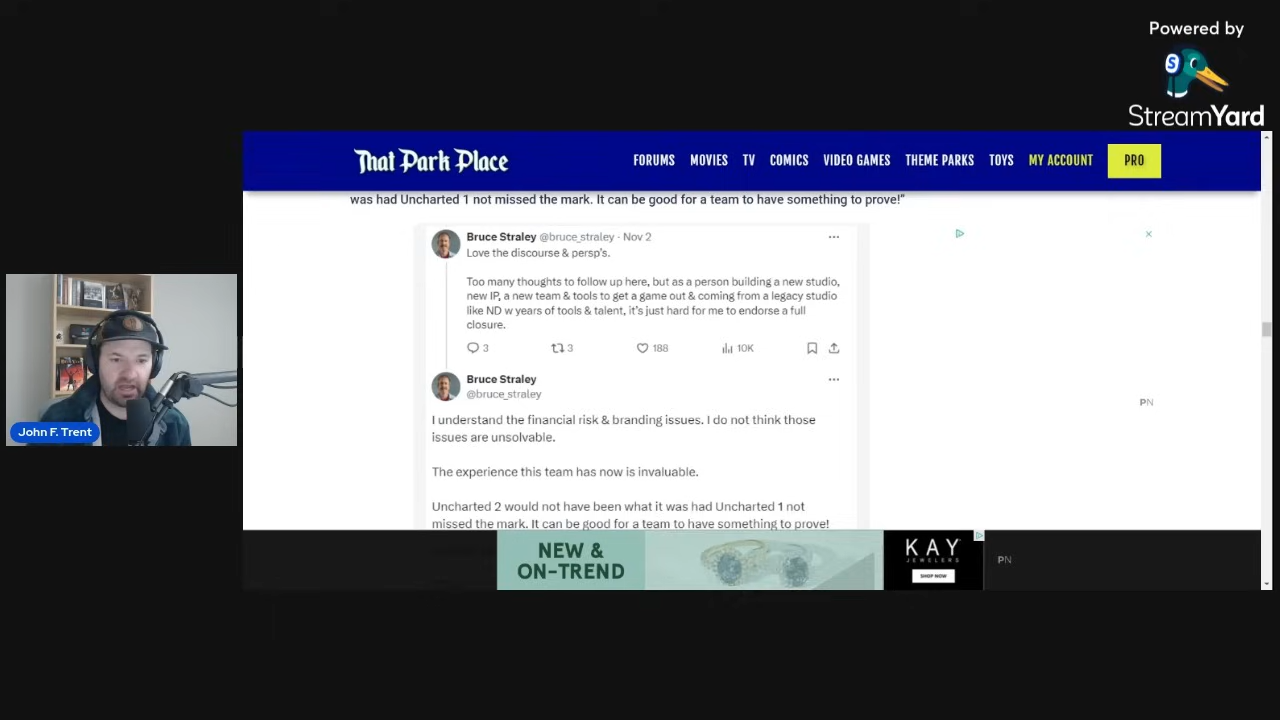 Powered by
S
StreamYard
That Park Place
FORUMS MOVIES TV COMICS VIDEO GAMES THEME PARKS TOYS MY ACCOUNT PRO
was had Uncharted 1 not missed the mark. It can be good for a team to have something to prove!”
Bruce Straley @bruce_straley · Nov 2
Love the discourse & persp's.
Too many thoughts to follow up here, but as a person building a new studio,
new IP, a new team & tools to get a game out & coming from a legacy studio
like ND w years of tools & talent, it's just hard for me to endorse a full
closure.
3 3 188 10K
Bruce Straley
@bruce_straley
I understand the financial risk & branding issues. I do not think those
issues are unsolvable.
The experience this team has now is invaluable.
Uncharted 2 would not have been what it was had Uncharted 1 not
missed the mark. It can be good for a team to have something to prove!
PN
John F. Trent
NEW &
ON-TREND
KAY
JEWELERS
SHOP NOW
PN